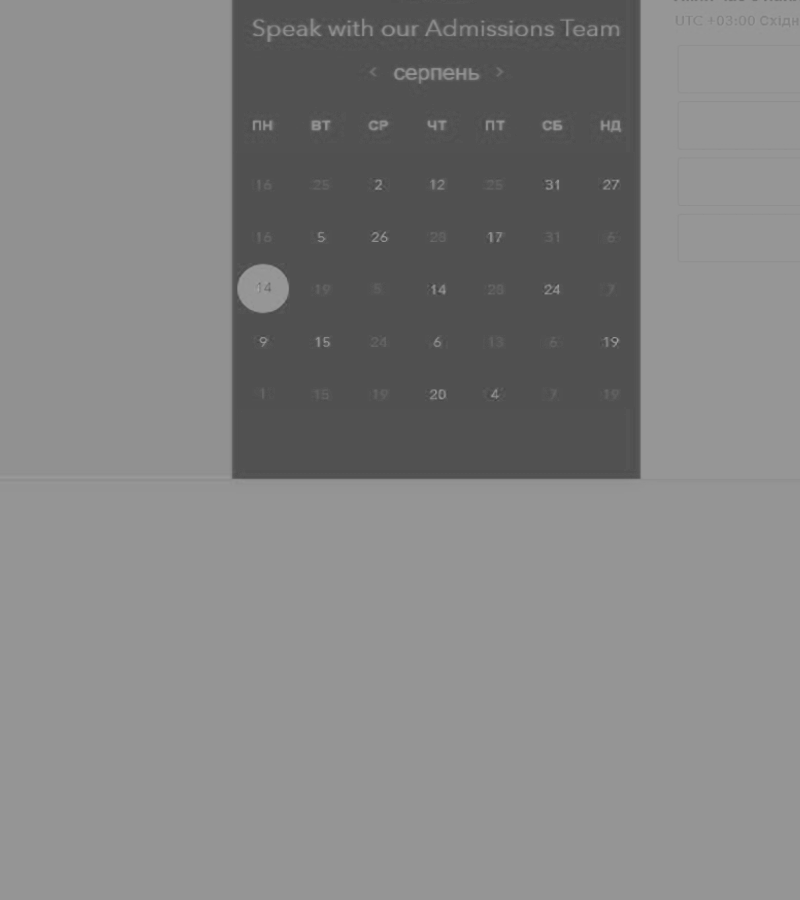 UTC +03:00 Східн
Speak with our Admissions Team
< серпень >
ПН ВТ СР ЧТ ПТ СБ НД
16 25 2 12 25 31 27
16 5 26 28 17 31 6
14 19 5 14 28 24 7
9 15 24 6 13 6 19
1 15 19 20 4 7 19